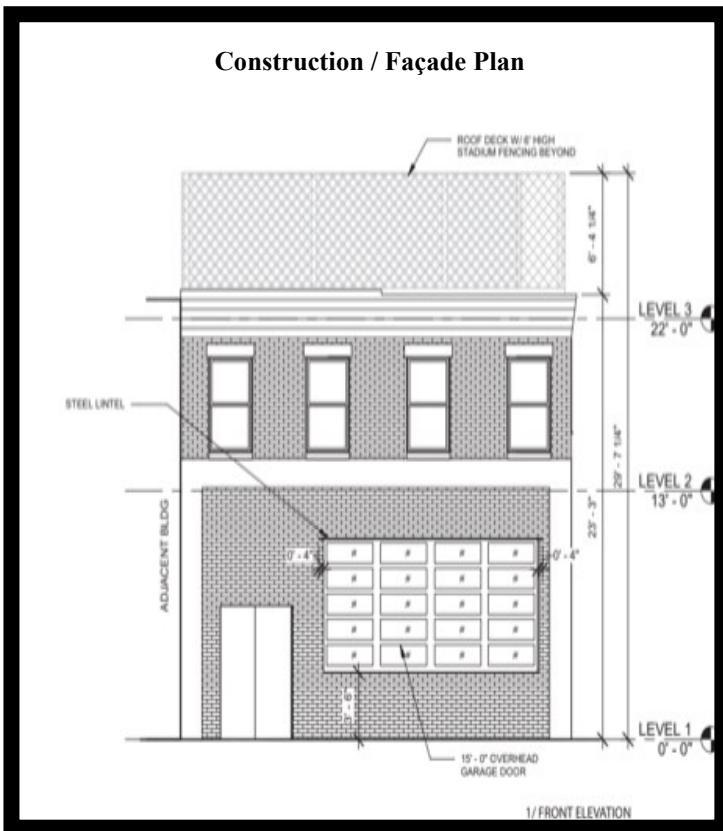 Construction / Façade Plan
ROOF DECK W/ 6' HIGH
STADIUM FENCING BEYOND
6' - 4 1/4"
LEVEL 3
22' - 0"
STEEL LINTEL
29' - 7 1/4"
LEVEL 2
13' - 0"
23' - 3"
ADJACENT BLDG
0' - 4"
0' - 4"
3' - 6"
LEVEL 1
0' - 0"
15' - 0" OVERHEAD
GARAGE DOOR
1/ FRONT ELEVATION